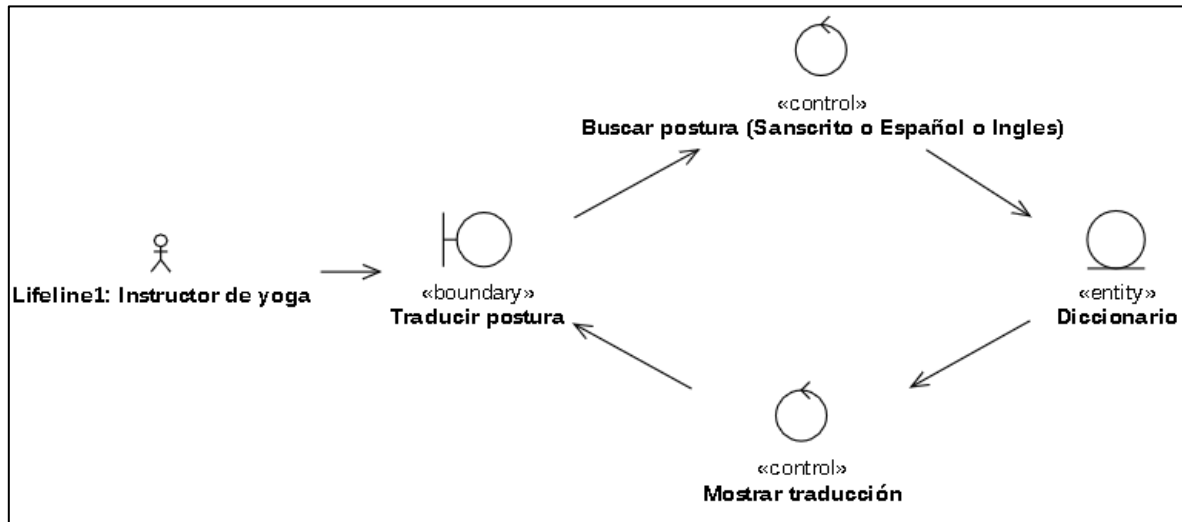 «control»
Buscar postura (Sanscrito o Español o Ingles)
Lifeline1: Instructor de yoga
«boundary»
Traducir postura
«entity»
Diccionario
«control»
Mostrar traducción